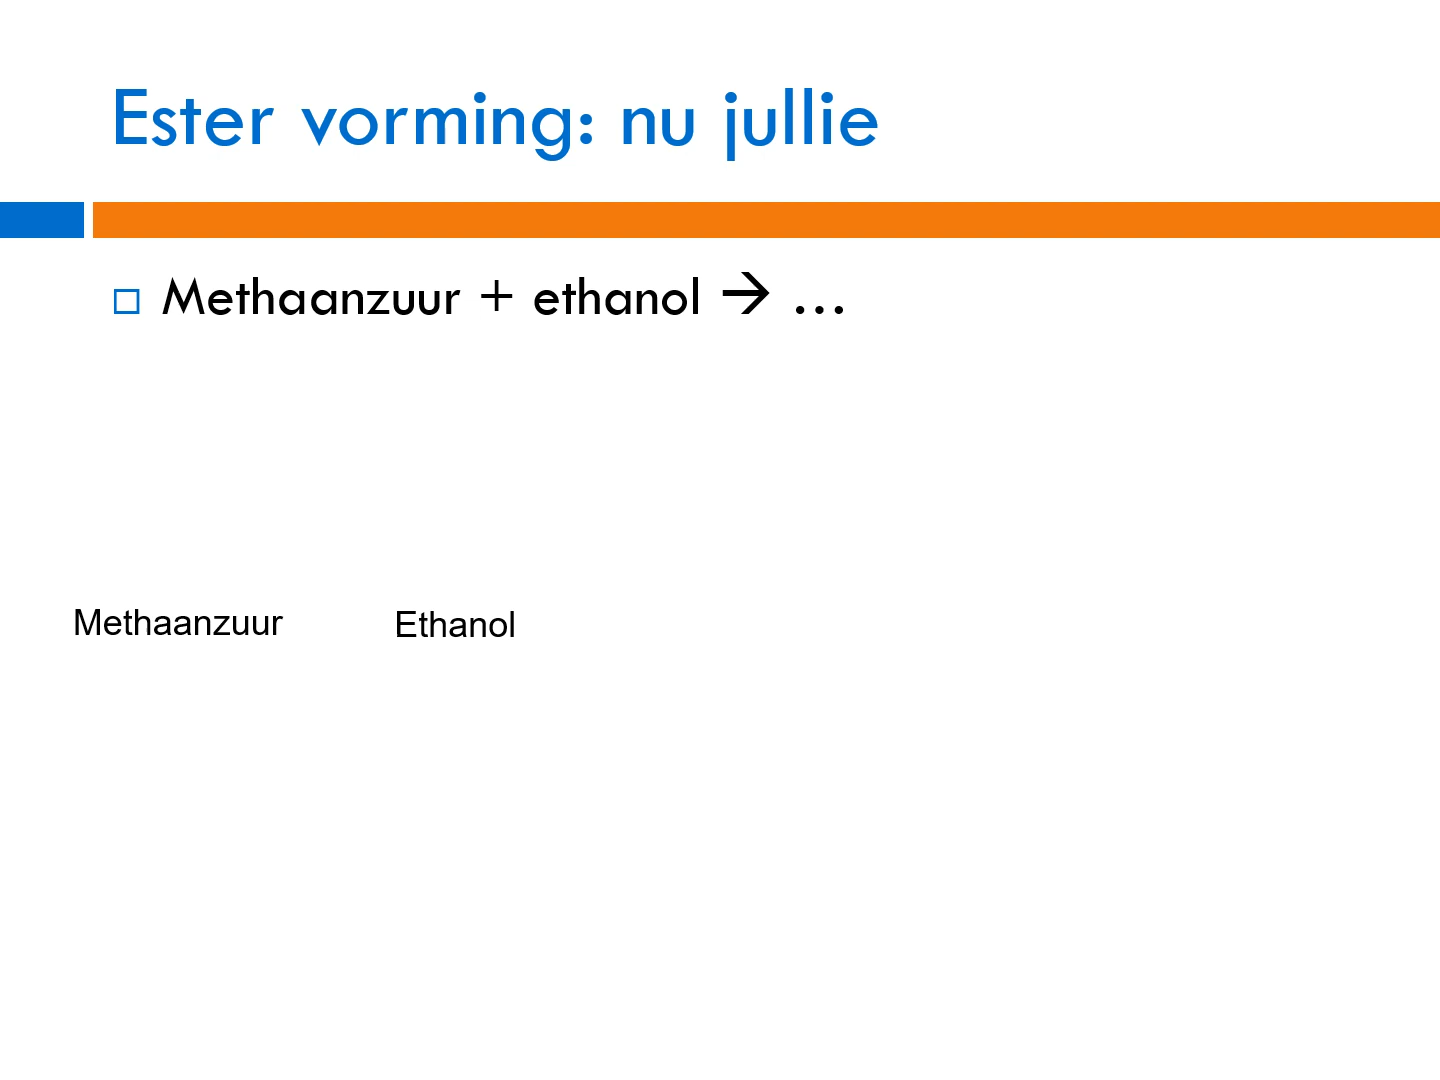 Ester vorming: nu jullie
Methaanzuur + ethanol → ...
Methaanzuur Ethanol